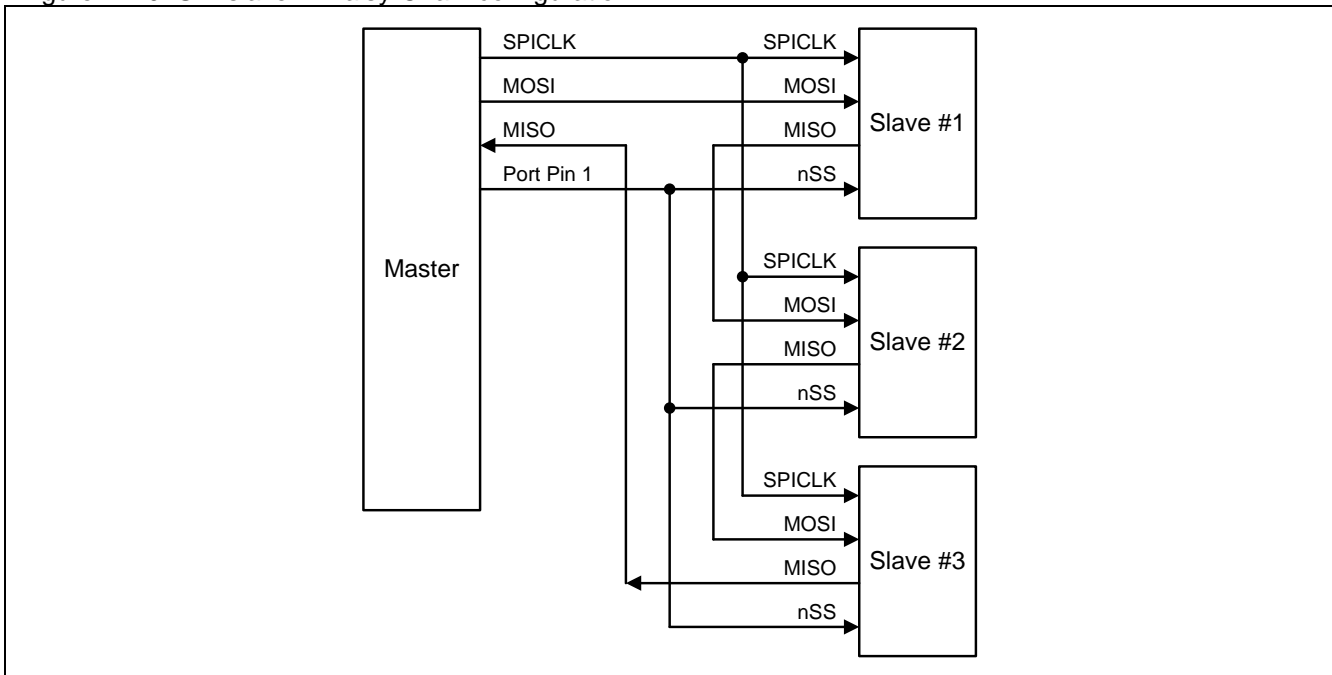 SPICLK SPICLK
MOSI MOSI
MISO MISO
Port Pin 1 nSS
Slave #1
Master
SPICLK
MOSI
MISO
nSS
Slave #2
SPICLK
MOSI
MISO
nSS
Slave #3